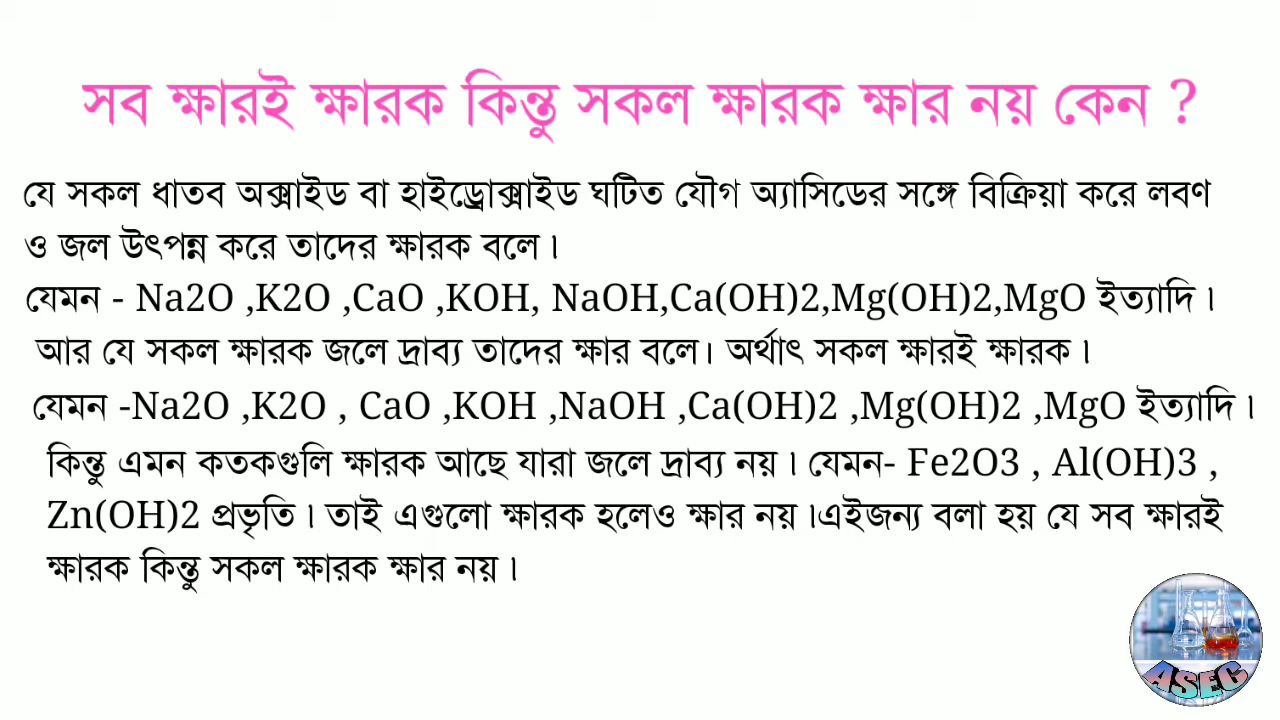 সব ক্ষারই ক্ষারক কিন্তু সকল ক্ষারক ক্ষার নয় কেন ?
যে সকল ধাতব অক্সাইড বা হাইড্রোক্সাইড ঘটিত যৌগ অ্যাসিডের সঙ্গে বিক্রিয়া করে লবণ
ও জল উৎপন্ন করে তাদের ক্ষারক বলে ।
যেমন - Na2O ,K2O ,CaO ,KOH, NaOH,Ca(OH)2,Mg(OH)2,MgO ইত্যাদি ।
আর যে সকল ক্ষারক জলে দ্রাব্য তাদের ক্ষার বলে। অর্থাৎ সকল ক্ষারই ক্ষারক ।
যেমন -Na2O ,K2O , CaO ,KOH ,NaOH ,Ca(OH)2 ,Mg(OH)2 ,MgO ইত্যাদি ।
কিন্তু এমন কতকগুলি ক্ষারক আছে যারা জলে দ্রাব্য নয় । যেমন- Fe2O3 , Al(OH)3 ,
Zn(OH)2 প্রভৃতি । তাই এগুলো ক্ষারক হলেও ক্ষার নয় ।এইজন্য বলা হয় যে সব ক্ষারই
ক্ষারক কিন্তু সকল ক্ষারক ক্ষার নয় ।
ASEC